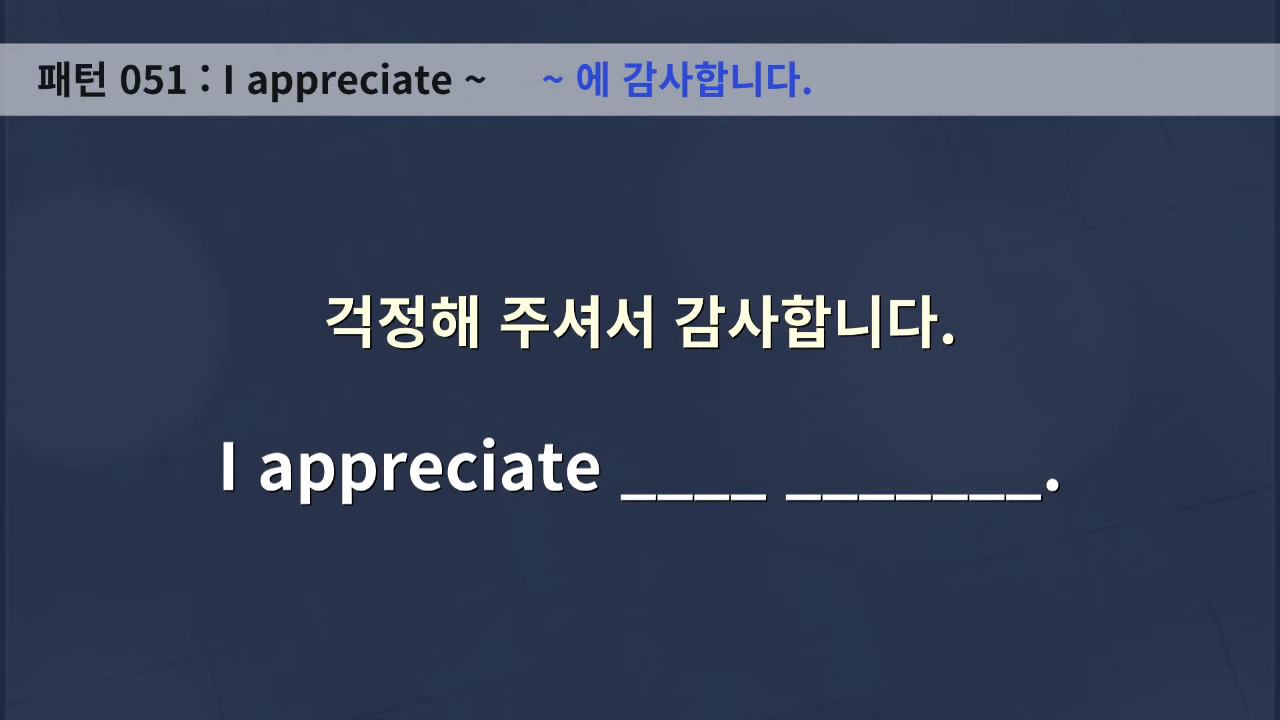 패턴 051 : I appreciate ~ ~ 에 감사합니다.
걱정해 주셔서 감사합니다.
I appreciate ____ _______.